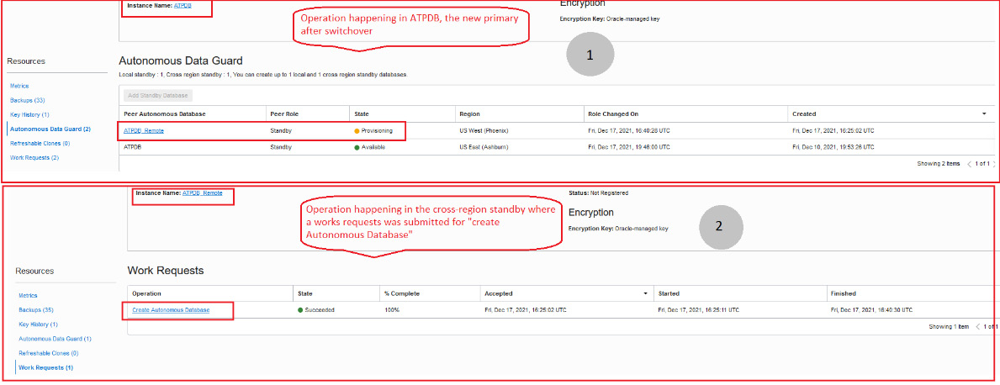 Instance Name: ATPDB
Encryption
Operation happening in ATPDB, the new primary
after switchover
Encryption Key: Oracle-managed key
1
Resources
Metrics
Backups (33)
Key History (1)
Autonomous Data Guard (2)
Refreshable Clones (0)
Work Requests (2)
Autonomous Data Guard
Local standby : 1, Cross region standby : 1, You can create up to 1 local and 1 cross region standby databases.
Add Standby Database
Peer Autonomous Database Peer Role State Region Role Changed On Created
ATPDB_Remote Standby Provisioning US West (Phoenix) Fri, Dec 17, 2021, 16:40:28 UTC Fri, Dec 17, 2021, 16:25:02 UTC
ATPDB Standby Available US East (Ashburn) Fri, Dec 17, 2021, 19:46:00 UTC Fri, Dec 10, 2021, 19:53:26 UTC
Showing 2 Items < 1 of 1 >
Instance Name: ATPDB_Remote
Status: Not Registered
Operation happening in the cross-region standby where
a works requests was submitted for "create
Autonomous Database"
Encryption
Encryption Key: Oracle-managed key
2
Resources
Metrics
Backups (35)
Key History (1)
Autonomous Data Guard (1)
Refreshable Clones (0)
Work Requests (1)
Work Requests
Operation State % Complete Accepted Started Finished
Create Autonomous Database Succeeded 100% Fri, Dec 17, 2021, 16:25:02 UTC Fri, Dec 17, 2021, 16:25:11 UTC Fri, Dec 17, 2021, 16:40:30 UTC
Showing 1 Item < 1 of 1